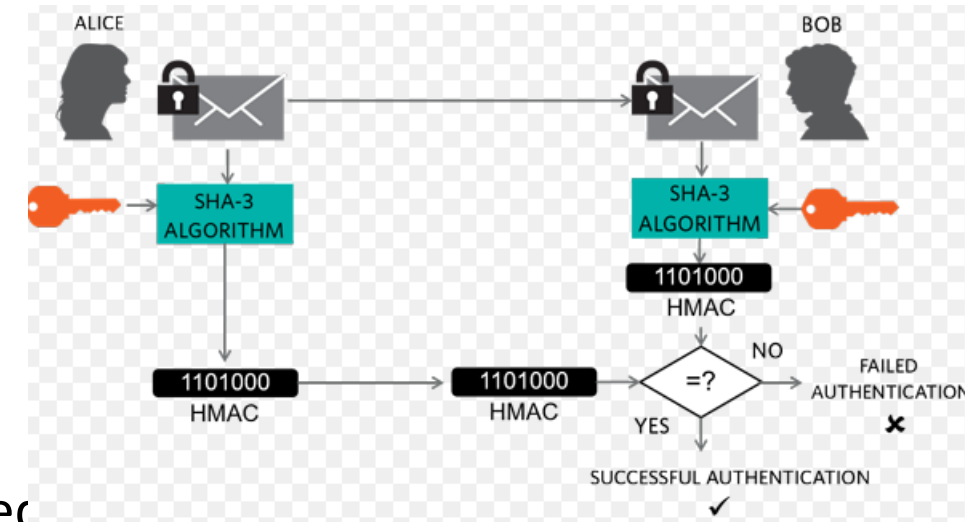 ALICE
BOB
SHA-3
ALGORITHM
SHA-3
ALGORITHM
1101000
HMAC
NO
1101000
HMAC
1101000
HMAC
=?
FAILED
AUTHENTICATION
YES
SUCCESSFUL AUTHENTICATION